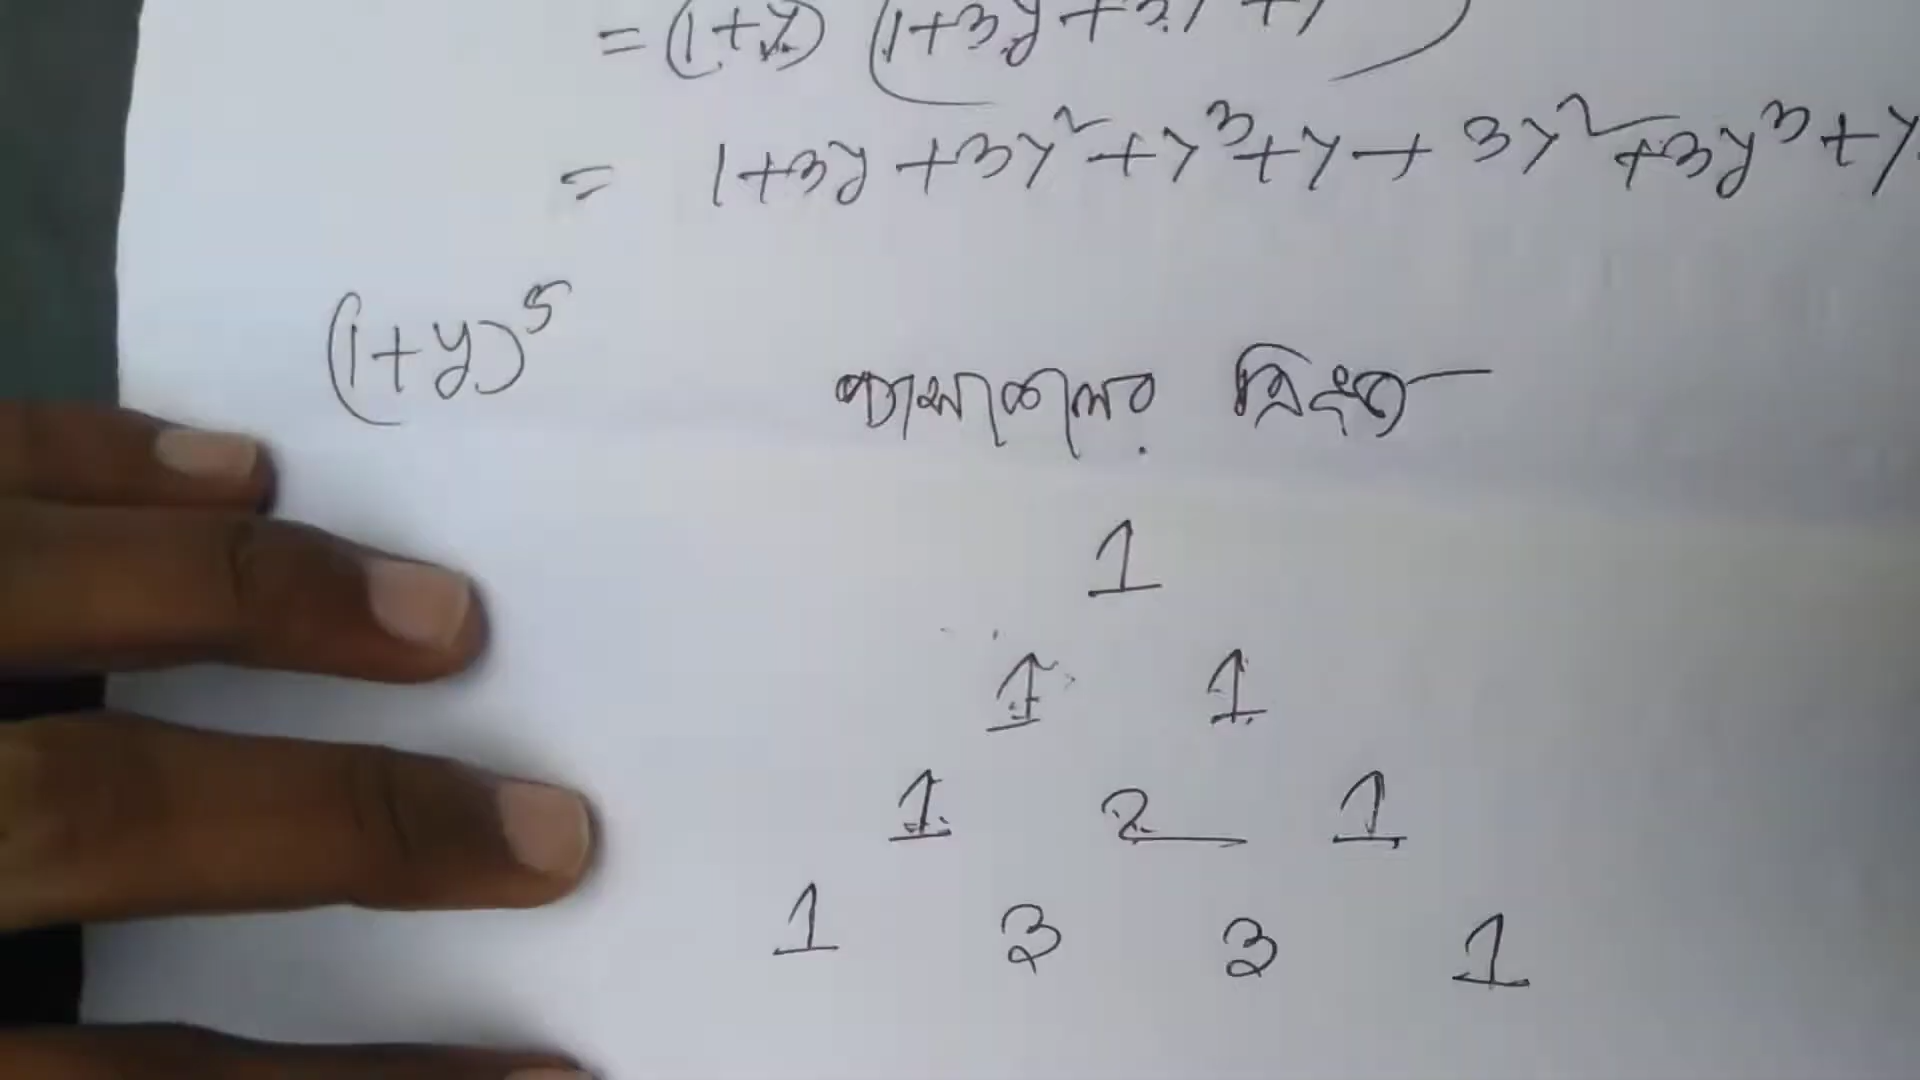 = (1+y) (1+3y+3y²+y³)
= 1+3y+3y²+y³+y+3y²+3y³+y
(1+y)⁵
প্যাসকেলের ত্রিভুজ
1
1 1
1 2 1
1 3 3 1